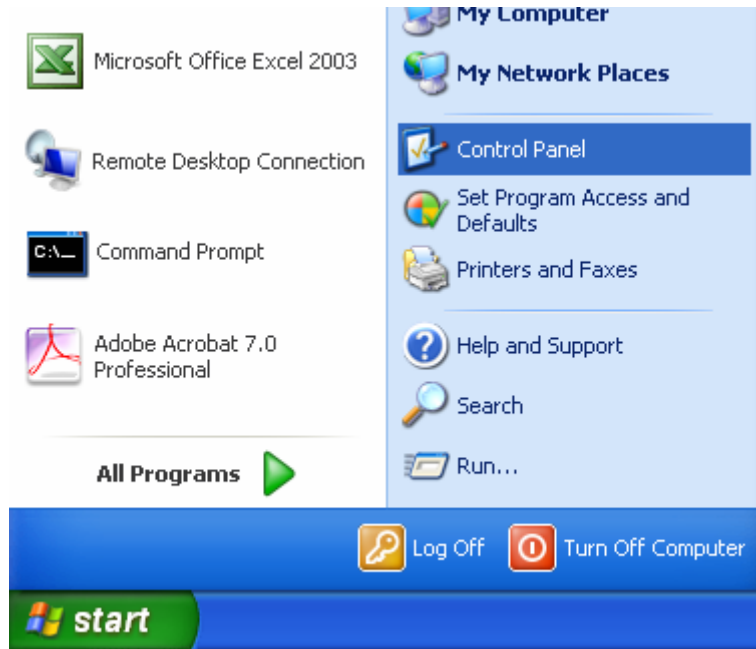 Microsoft Office Excel 2003
Remote Desktop Connection
C:\_
Command Prompt
Adobe Acrobat 7.0
Professional
All Programs
My Computer
My Network Places
Control Panel
Set Program Access and
Defaults
Printers and Faxes
Help and Support
Search
Run...
Log Off
Turn Off Computer
start